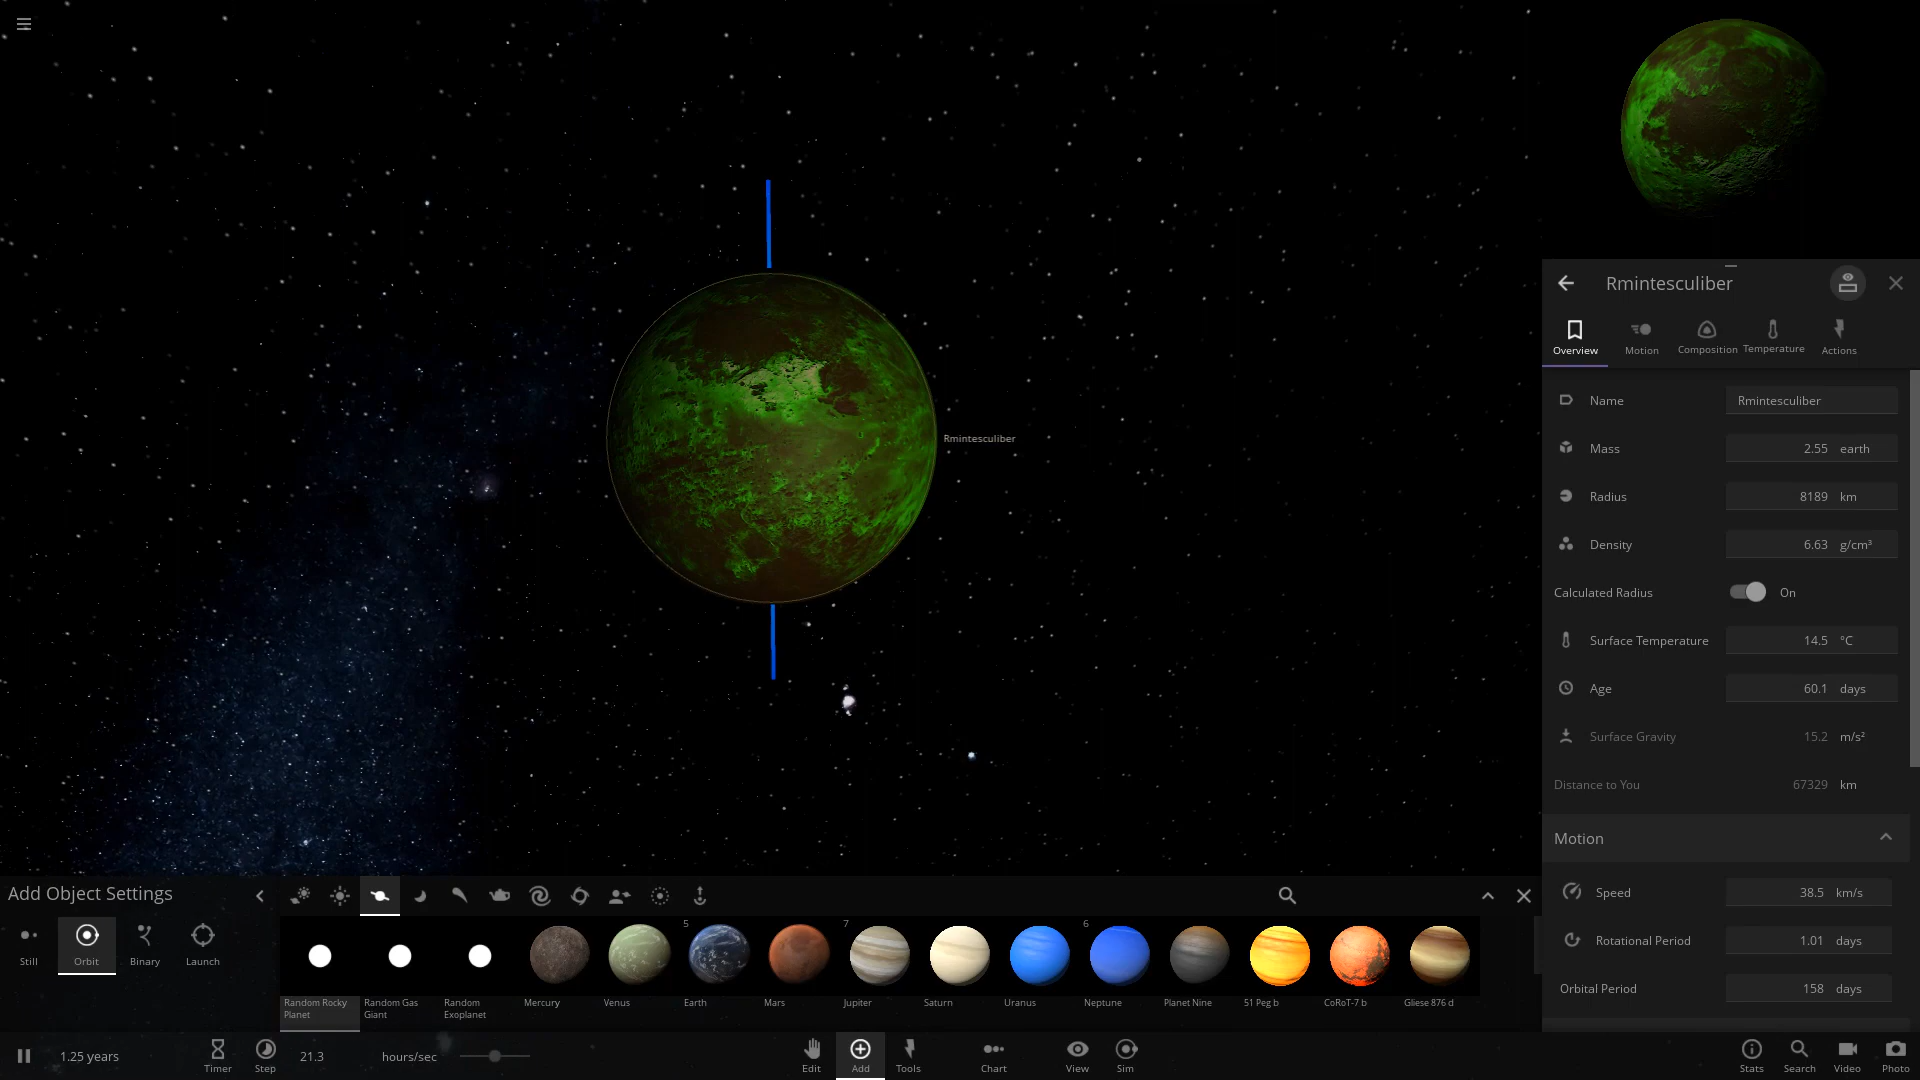 Rmintesculiber
Rmintesculiber
Overview
Motion
Composition
Temperature
Actions
Name Rmintesculiber
Mass 2.55 earth
Radius 8189 km
Density 6.63 g/cm³
Calculated Radius On
Surface Temperature 14.5 °C
Age 60.1 days
Surface Gravity 15.2 m/s²
Distance to You 67329 km
Motion
Speed 38.5 km/s
Rotational Period 1.01 days
Orbital Period 158 days
Add Object Settings
Still
Orbit
Binary
Launch
5
7
6
Random Rocky
Planet
Random Gas
Giant
Random
Exoplanet
Mercury
Venus
Earth
Mars
Jupiter
Saturn
Uranus
Neptune
Planet Nine
51 Peg b
CoRoT-7 b
Gliese 876 d
1.25 years
Timer
Step
21.3 hours/sec
Edit
Add
Tools
Chart
View
Sim
Stats
Search
Video
Photo